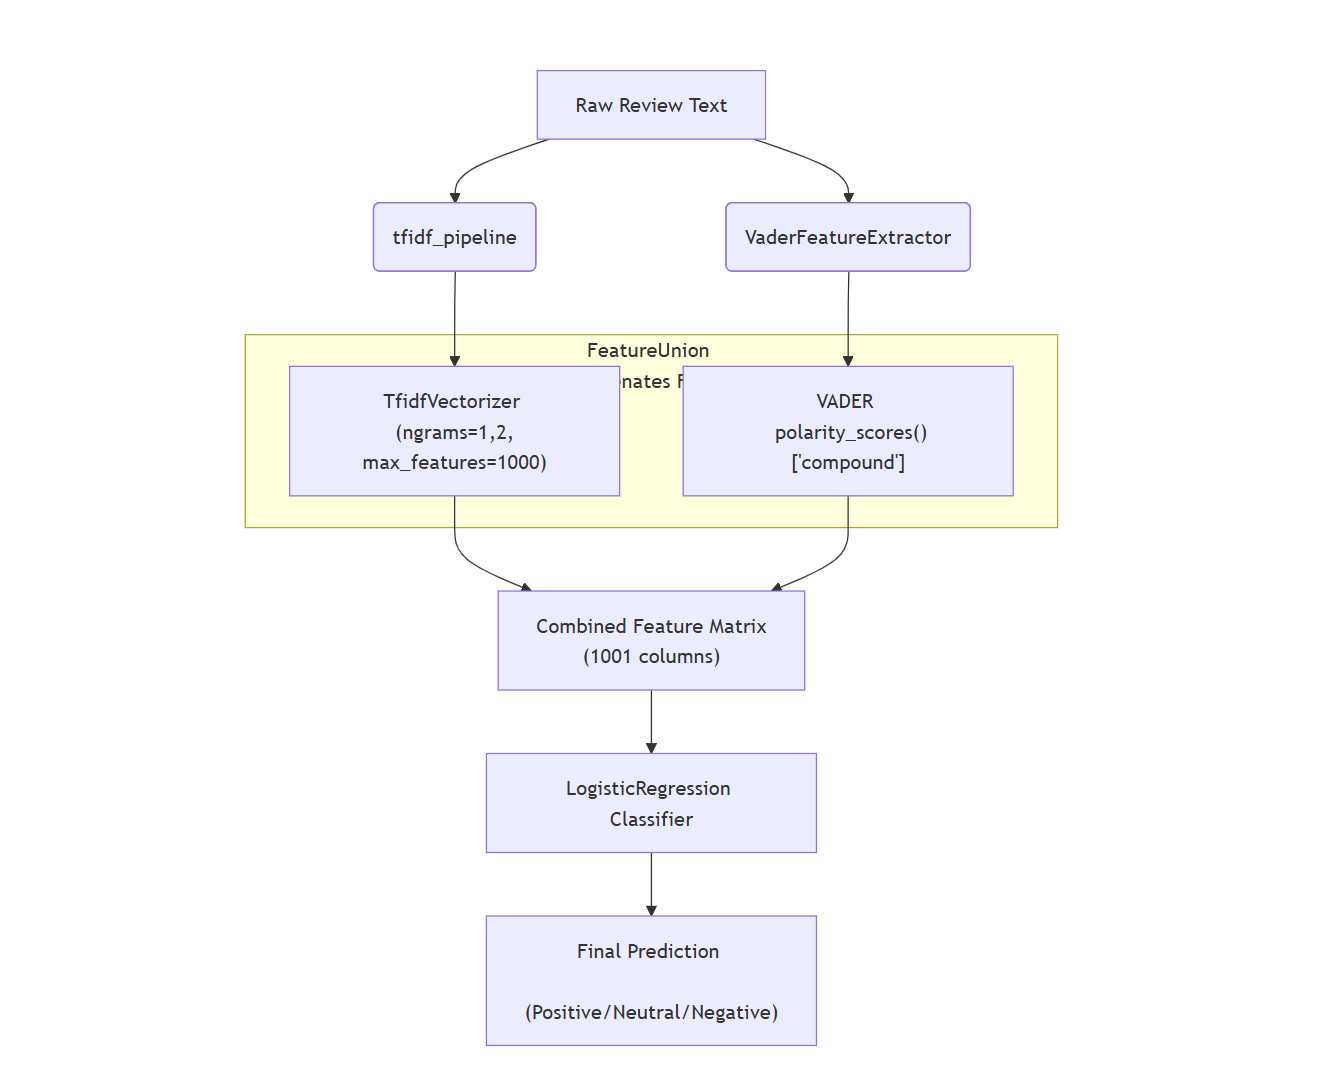 Raw Review Text
tfidf_pipeline
VaderFeatureExtractor
FeatureUnion
TfidfVectorizer
(ngrams=1,2,
max_features=1000)
VADER
polarity_scores()
['compound']
Combined Feature Matrix
(1001 columns)
LogisticRegression
Classifier
Final Prediction
(Positive/Neutral/Negative)